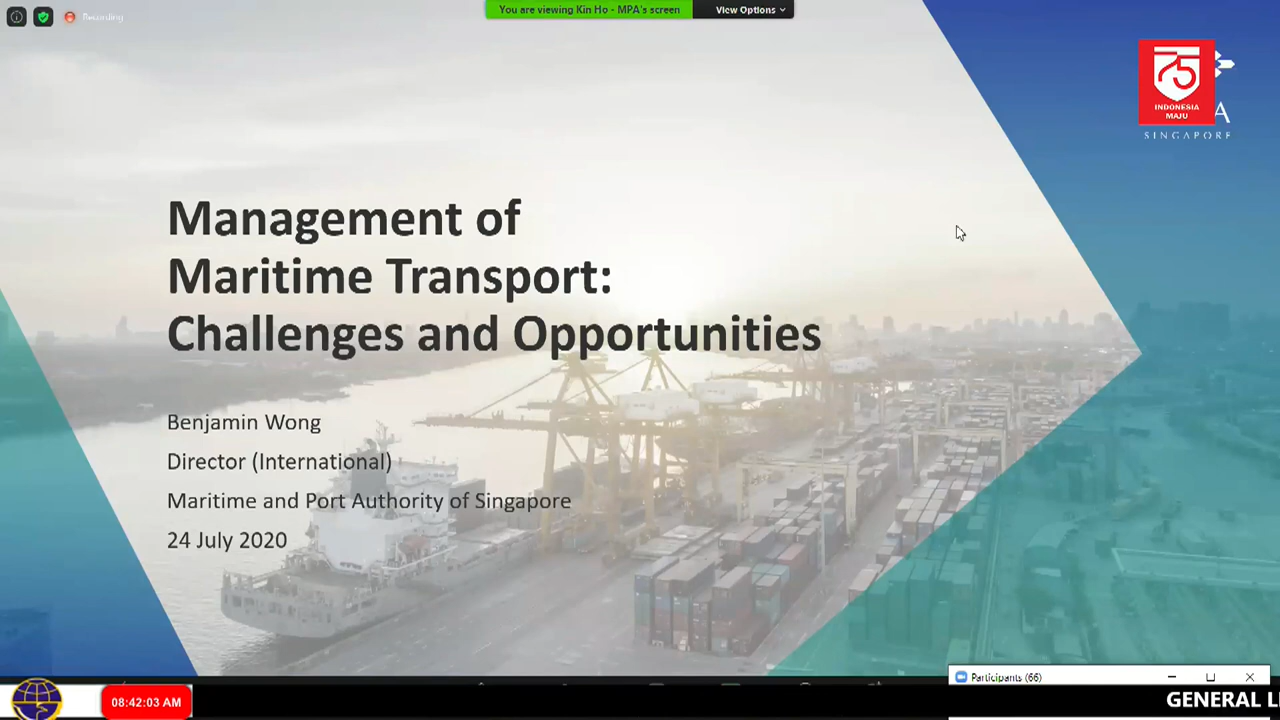 Recording
You are viewing Kin Ho - MPA's screen
View Options
75
INDONESIA
MAJU
A
SINGAPORE
Management of
Maritime Transport:
Challenges and Opportunities
Benjamin Wong
Director (International)
Maritime and Port Authority of Singapore
24 July 2020
Participants (66)
08:42:03 AM
GENERAL L